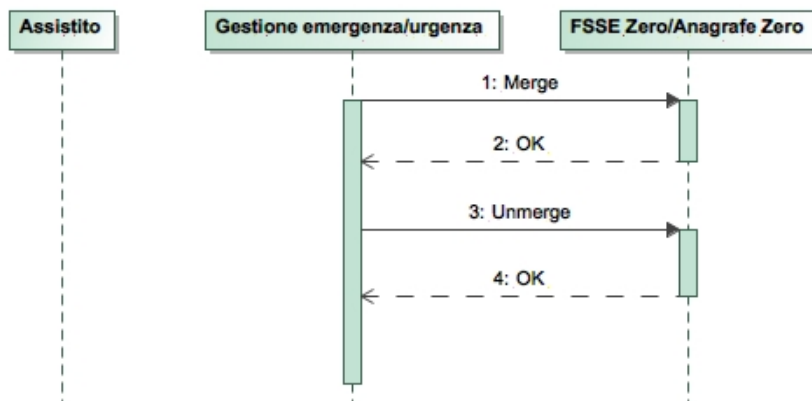 Assistito
Gestione emergenza/urgenza
FSSE Zero/Anagrafe Zero
1: Merge
2: OK
3: Unmerge
4: OK